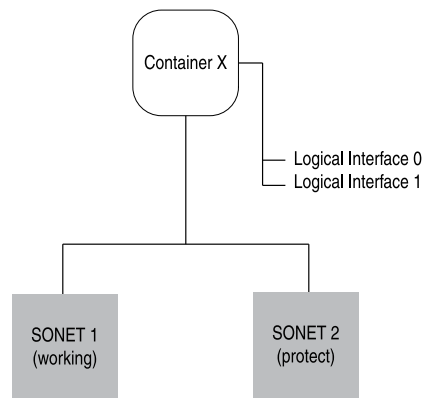 Container X
Logical Interface 0
Logical Interface 1
SONET 1
(working)
SONET 2
(protect)